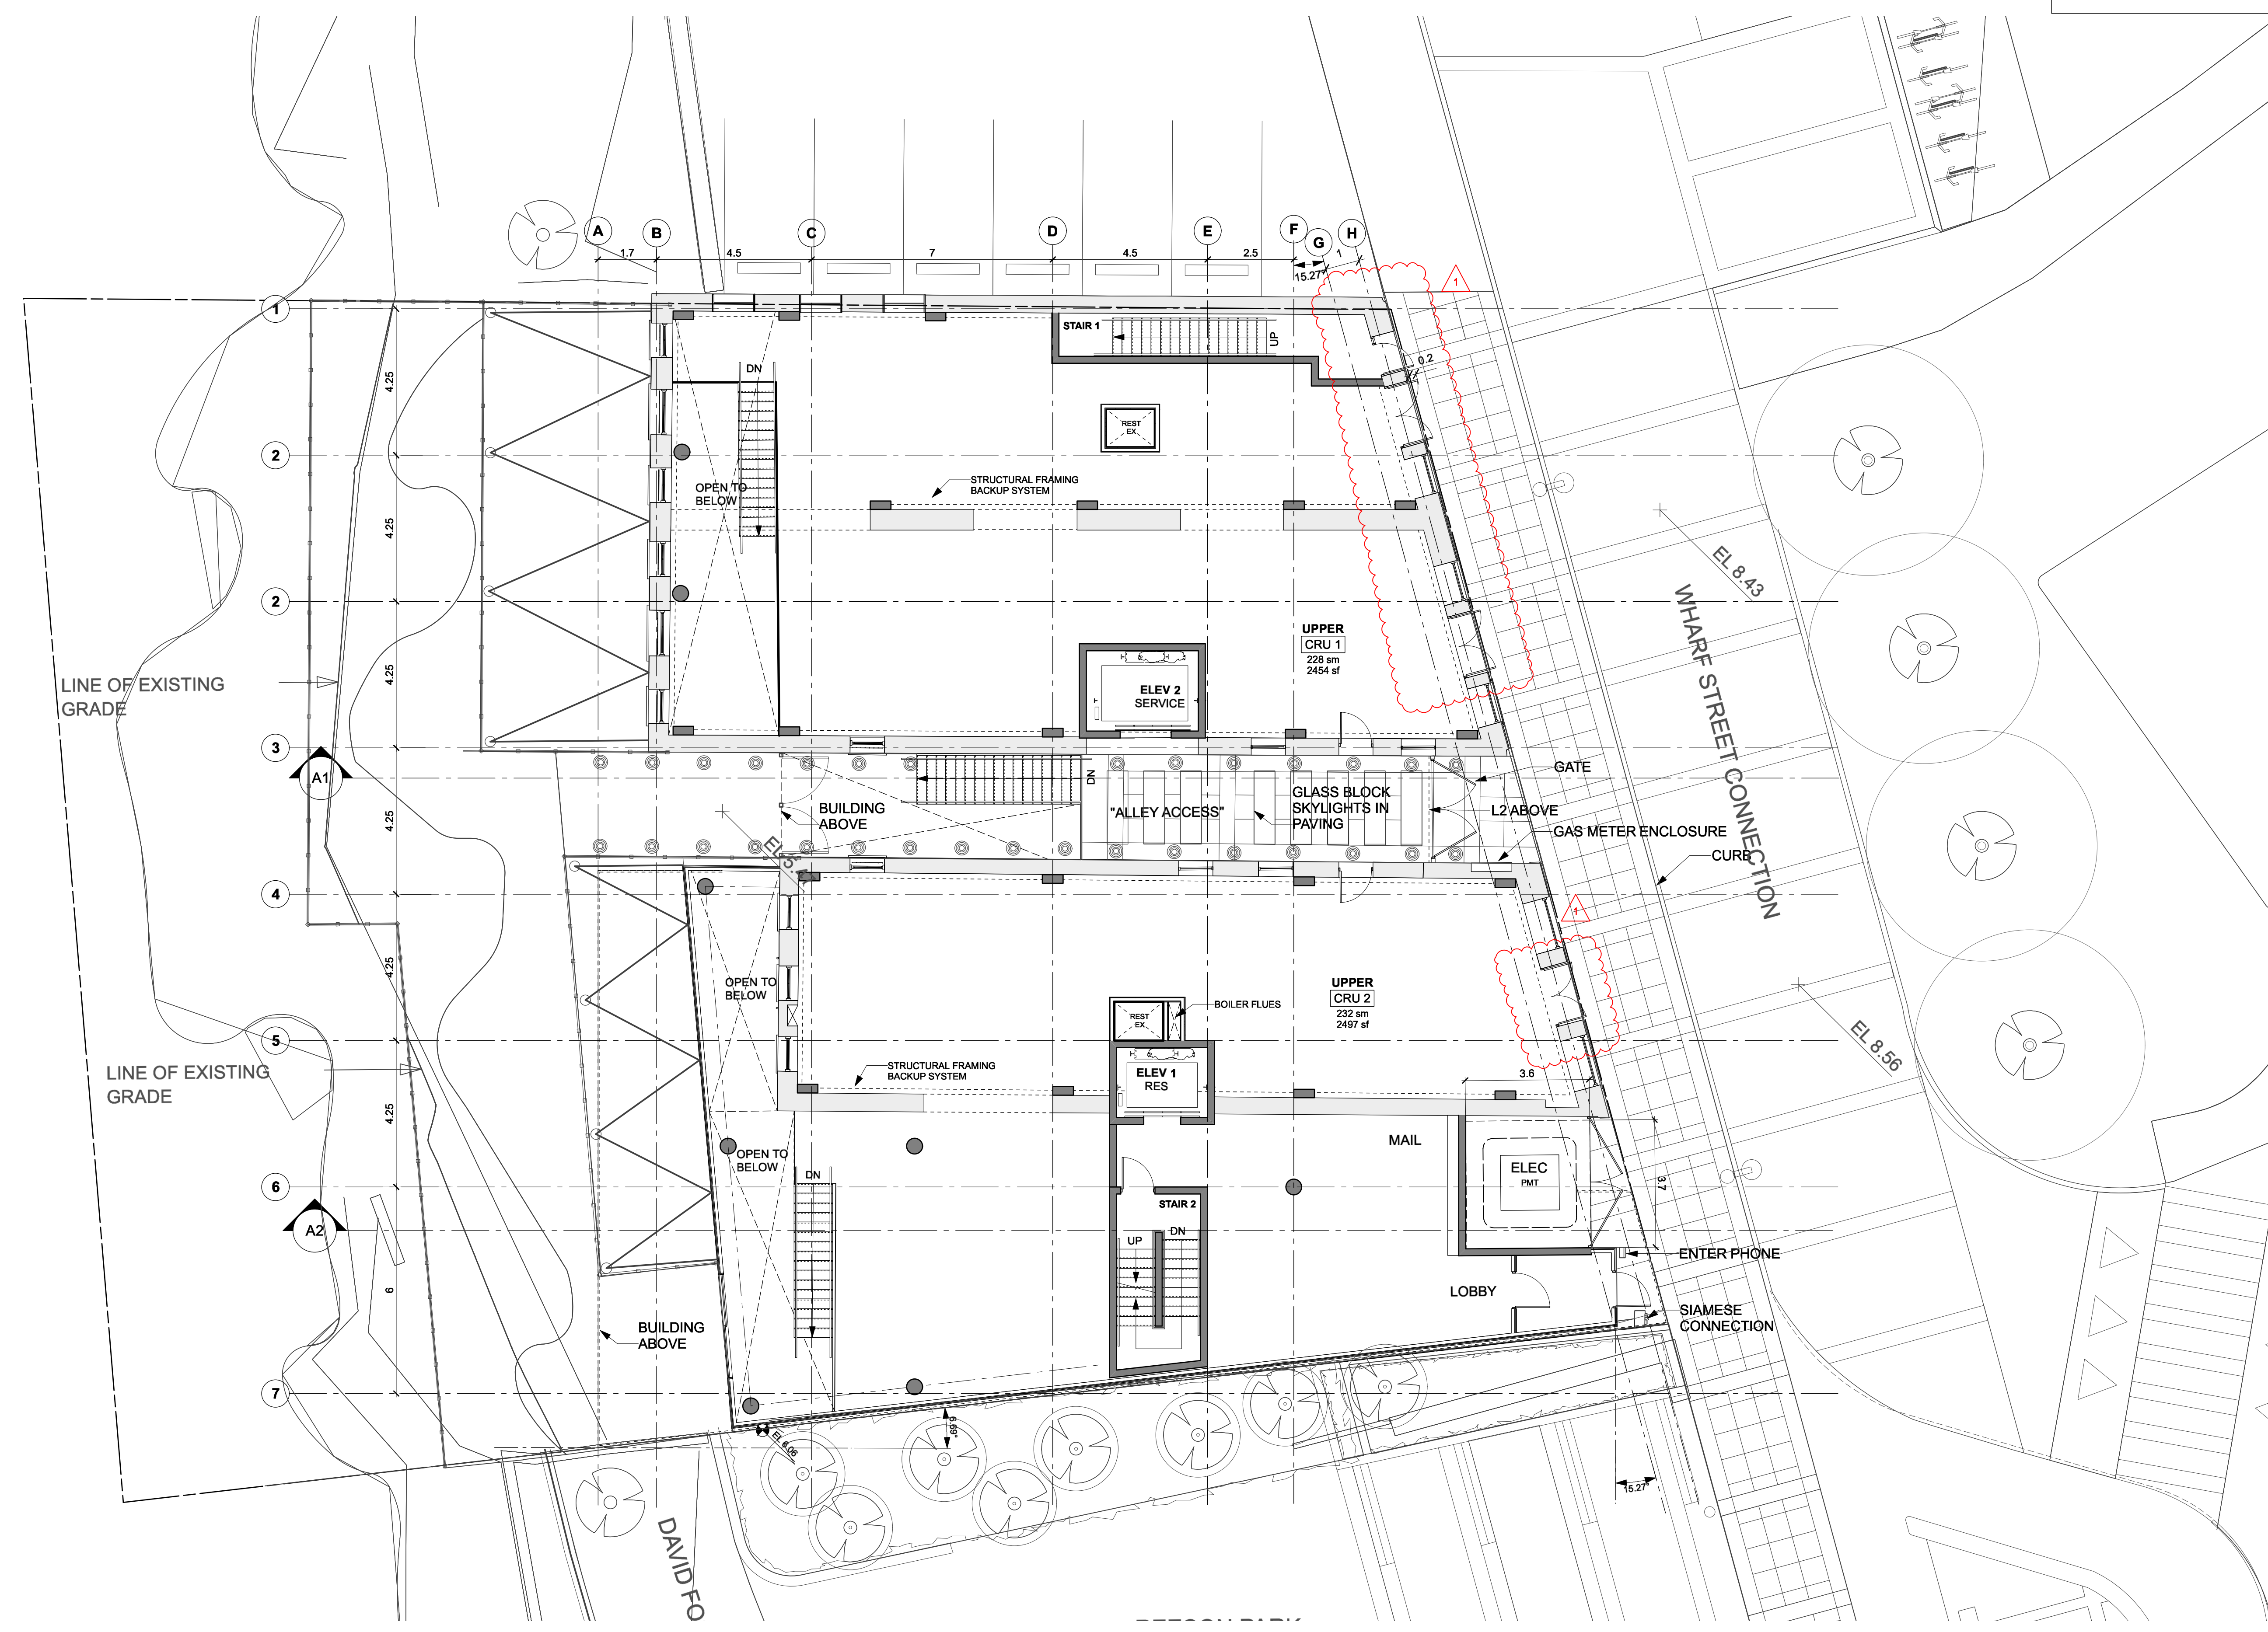 A
B
C
D
E
F
G
H
1.7
4.5
7
4.5
2.5
15.27°
1
1
1
STAIR 1
UP
0.2
4.25
DN
REST
EX
2
OPEN TO
BELOW
STRUCTURAL FRAMING
BACKUP SYSTEM
4.25
EL 8.43
2
UPPER
CRU 1
228 sm
2454 sf
WHARF STREET CONNECTION
LINE OF EXISTING
GRADE
4.25
ELEV 2
SERVICE
3
A1
DN
GATE
BUILDING
ABOVE
"ALLEY ACCESS"
GLASS BLOCK
SKYLIGHTS IN
PAVING
L2 ABOVE
4.25
GAS METER ENCLOSURE
CURB
4
1
4.25
OPEN TO
BELOW
UPPER
CRU 2
232 sm
2497 sf
REST
EX
BOILER FLUES
5
EL 8.56
LINE OF EXISTING
GRADE
STRUCTURAL FRAMING
BACKUP SYSTEM
ELEV 1
RES
3.6
4.25
MAIL
OPEN TO
BELOW
DN
ELEC
PMT
3.7
6
STAIR 2
A2
UP
DN
ENTER PHONE
6
LOBBY
SIAMESE
CONNECTION
BUILDING
ABOVE
7
EL 6.06
6.69°
15.27°
DAVID FO